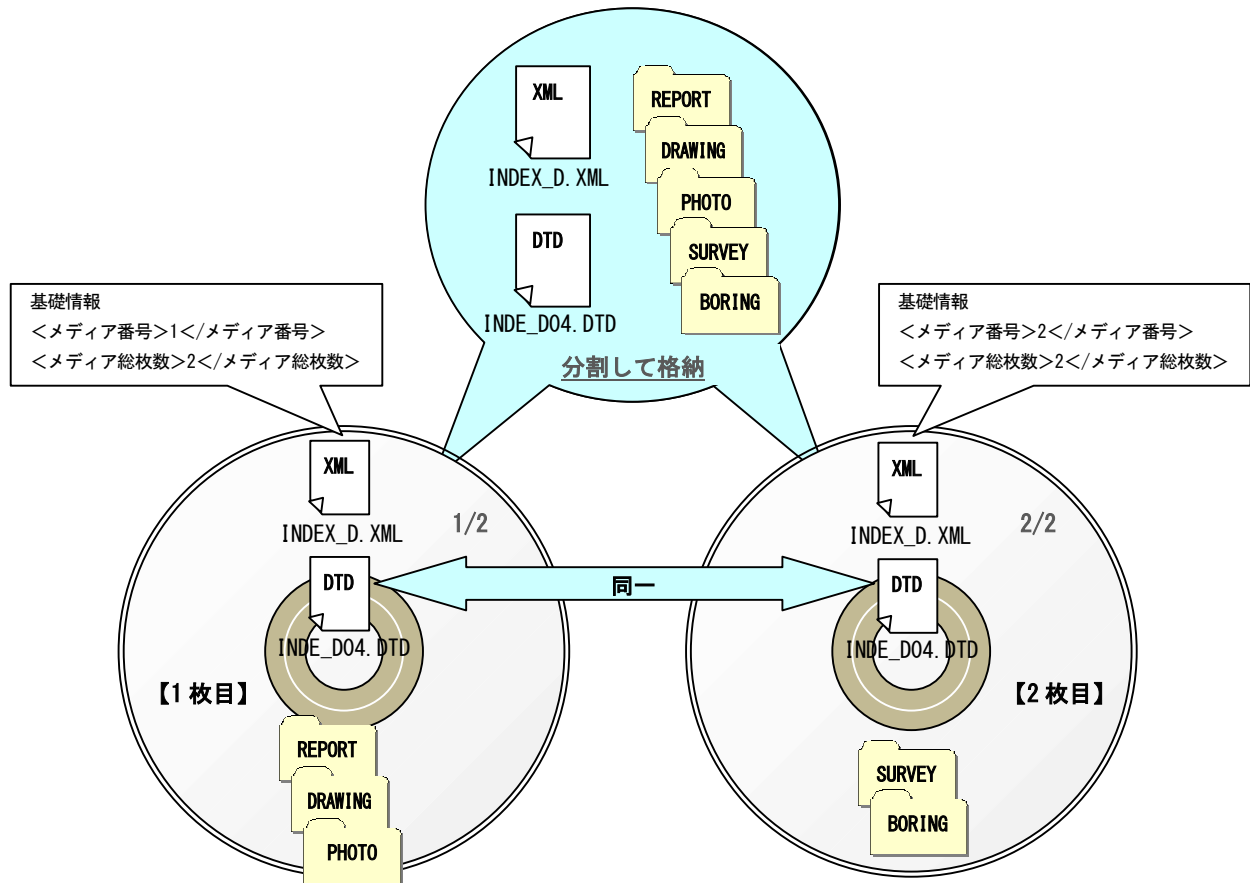 XML
INDEX_D.XML
DTD
INDE_D04.DTD
REPORT
DRAWING
PHOTO
SURVEY
BORING
分割して格納
基礎情報
<メディア番号>1</メディア番号>
<メディア総枚数>2</メディア総枚数>
基礎情報
<メディア番号>2</メディア番号>
<メディア総枚数>2</メディア総枚数>
XML
INDEX_D.XML
1/2
DTD
INDE_D04.DTD
【1枚目】
REPORT
DRAWING
PHOTO
同一
XML
INDEX_D.XML
2/2
DTD
INDE_D04.DTD
【2枚目】
SURVEY
BORING